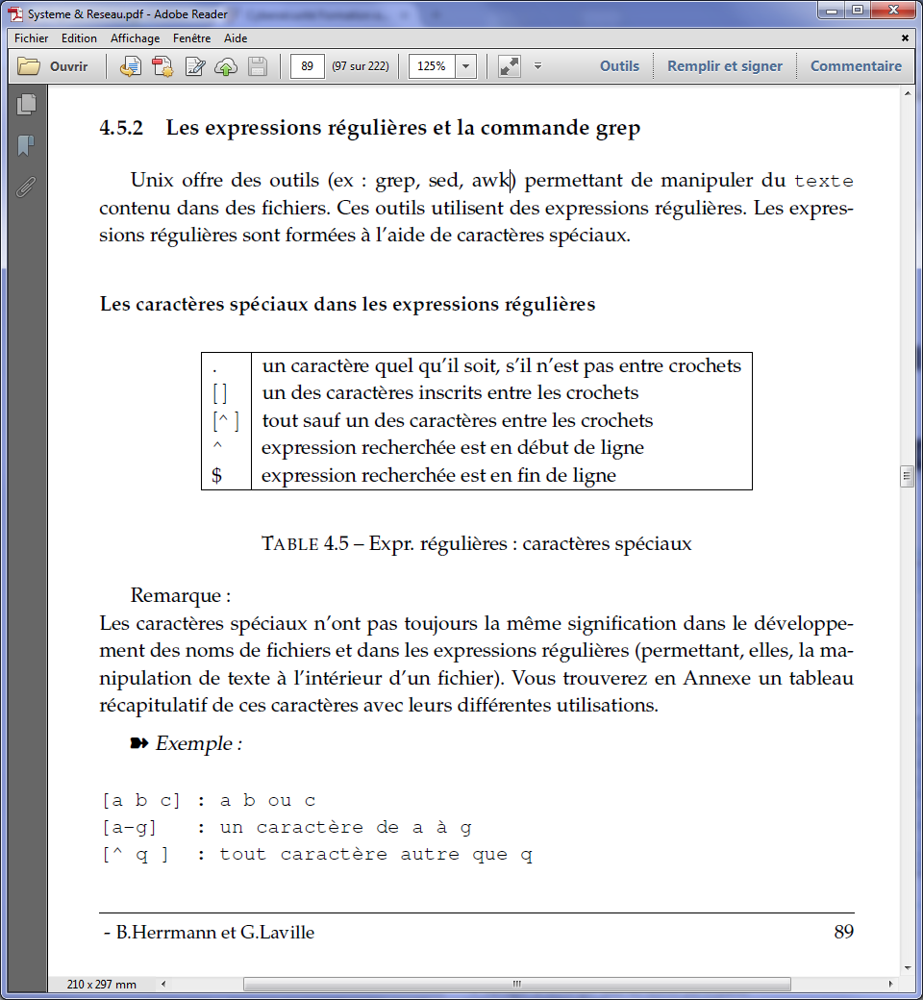 Systeme & Reseau.pdf - Adobe Reader
Fichier Edition Affichage Fenêtre Aide
Ouvrir 89 (97 sur 222) 125% Outils Remplir et signer Commentaire
4.5.2 Les expressions régulières et la commande grep
Unix offre des outils (ex : grep, sed, awk) permettant de manipuler du texte
contenu dans des fichiers. Ces outils utilisent des expressions régulières. Les expres-
sions régulières sont formées à l'aide de caractères spéciaux.
Les caractères spéciaux dans les expressions régulières
. un caractère quel qu'il soit, s'il n'est pas entre crochets
[] un des caractères inscrits entre les crochets
[^ ] tout sauf un des caractères entre les crochets
^ expression recherchée est en début de ligne
$ expression recherchée est en fin de ligne
TABLE 4.5 – Expr. régulières : caractères spéciaux
Remarque :
Les caractères spéciaux n'ont pas toujours la même signification dans le développe-
ment des noms de fichiers et dans les expressions régulières (permettant, elles, la ma-
nipulation de texte à l'intérieur d'un fichier). Vous trouverez en Annexe un tableau
récapitulatif de ces caractères avec leurs différentes utilisations.
Exemple :
[a b c] : a b ou c
[a-g] : un caractère de a à g
[^ q ] : tout caractère autre que q
- B.Herrmann et G.Laville 89
210 x 297 mm